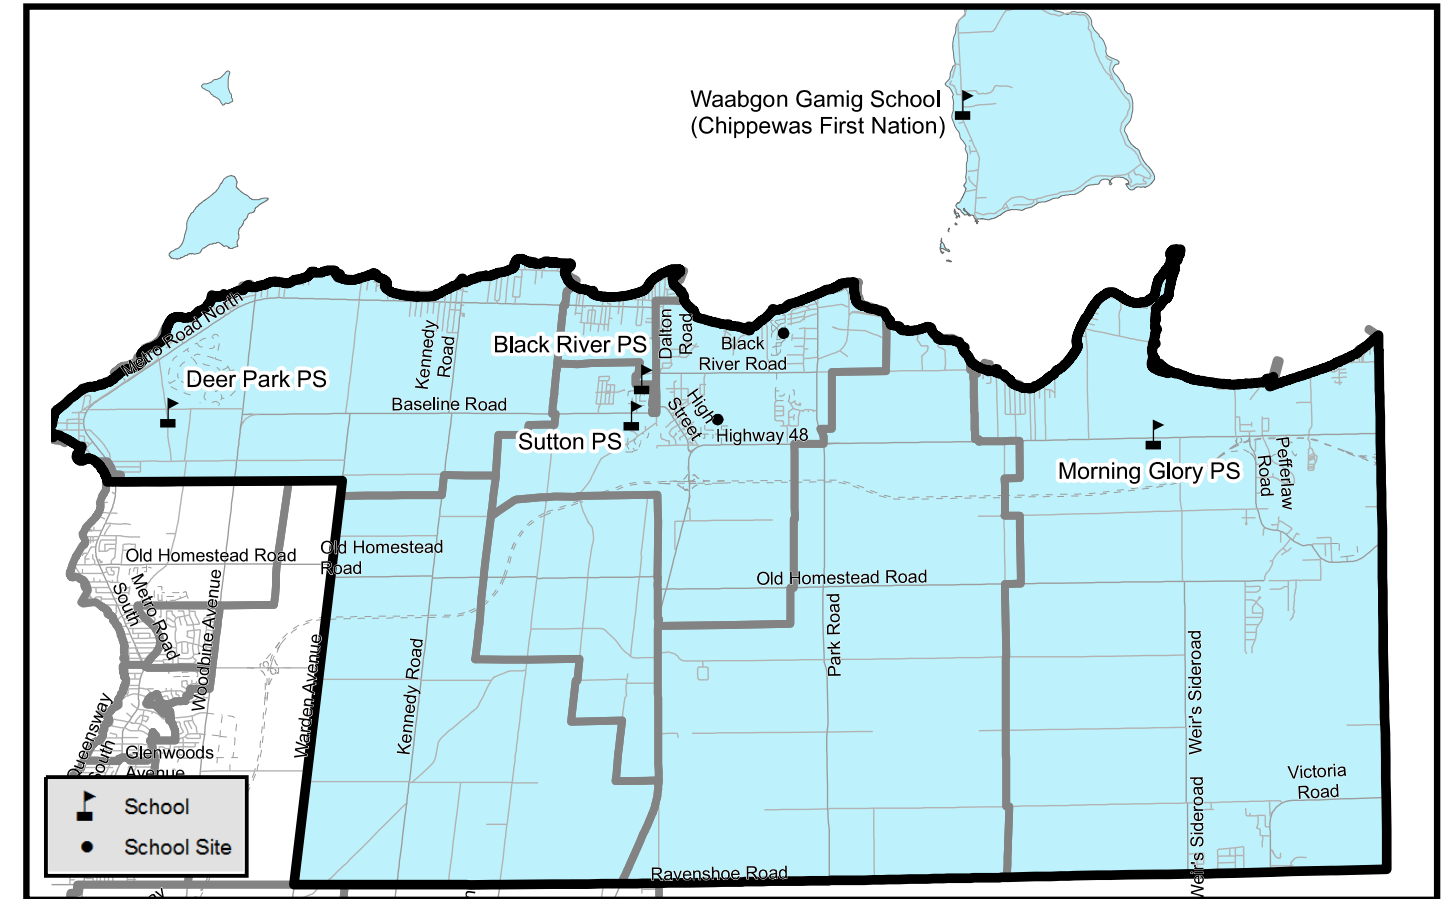 Waabgon Gamig School
(Chippewas First Nation)
Metro Road North
Deer Park PS
Kennedy
Road
Black River PS
Dalton
Road
Black
River Road
Baseline Road
High
Street
Sutton PS
Highway 48
Morning Glory PS
Pefferlaw
Road
Old Homestead Road
Old Homestead
Road
Old Homestead Road
Metro Road
South
Woodbine Avenue
Warden Avenue
Kennedy Road
Park Road
Weir's Sideroad
Queensway
South
Glenwoods
Avenue
Victoria
Road
Weir's Sideroad
Ravenshoe Road
School
School Site